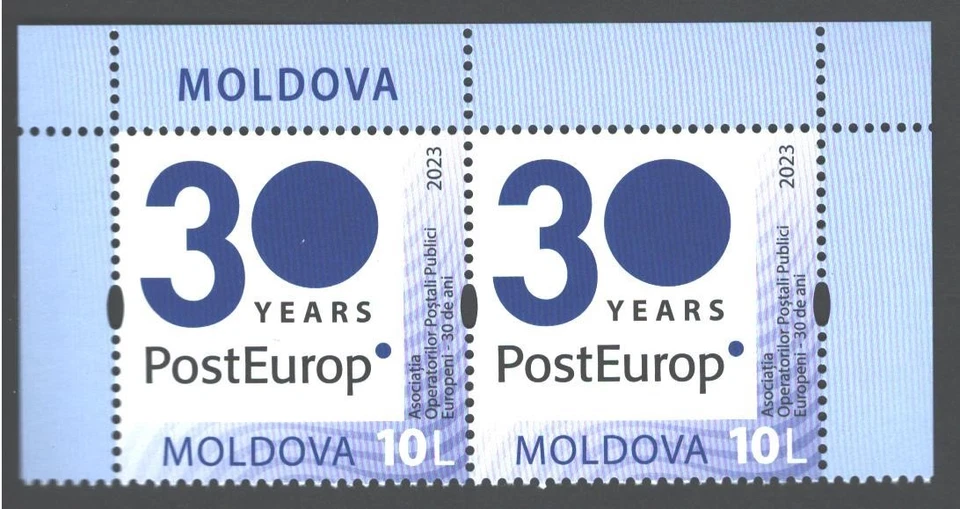 MOLDOVA
30
YEARS
PostEurop
2023
Asociația
Operatorilor Poștali Publici
Europeni - 30 de ani
MOLDOVA 10L
30
YEARS
PostEurop
2023
Asociația
Operatorilor Poștali Publici
Europeni - 30 de ani
MOLDOVA 10L